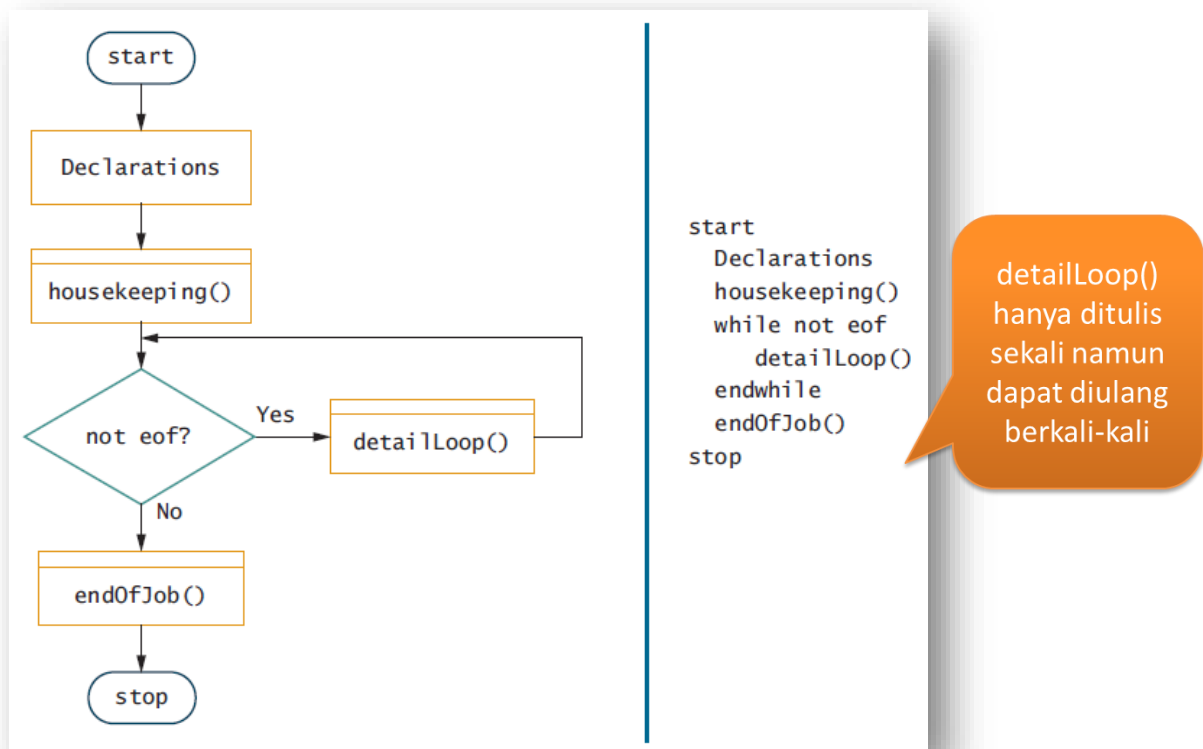 start
Declarations
housekeeping()
not eof?
Yes
detailLoop()
No
endOfJob()
stop
start
Declarations
housekeeping()
while not eof
detailLoop()
endwhile
endOfJob()
stop
detailLoop()
hanya ditulis
sekali namun
dapat diulang
berkali-kali